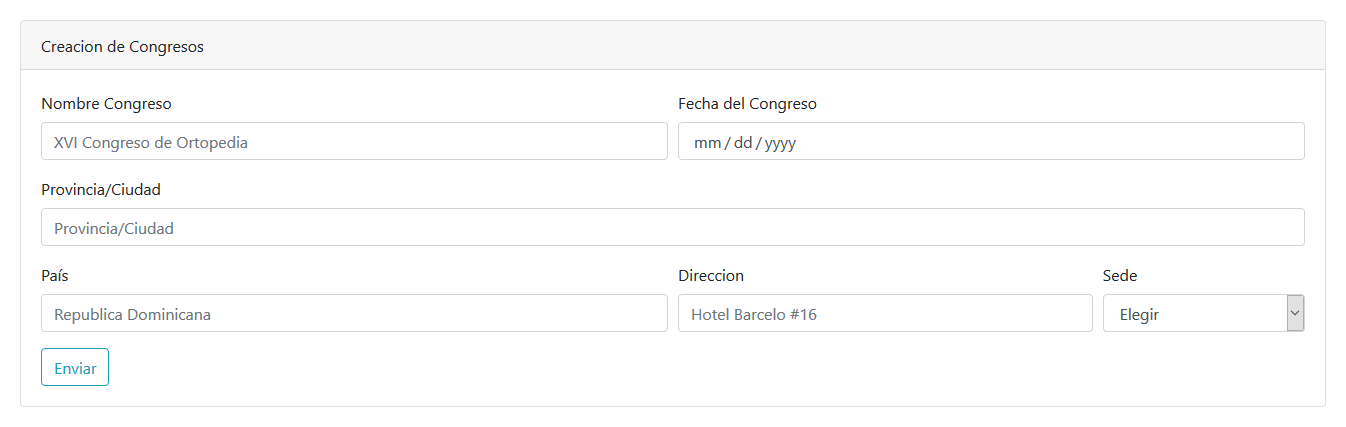 Creacion de Congresos
Nombre Congreso Fecha del Congreso
XVI Congreso de Ortopedia mm/dd/yyyy
Provincia/Ciudad
Provincia/Ciudad
País Direccion Sede
Republica Dominicana Hotel Barcelo #16 Elegir
Enviar